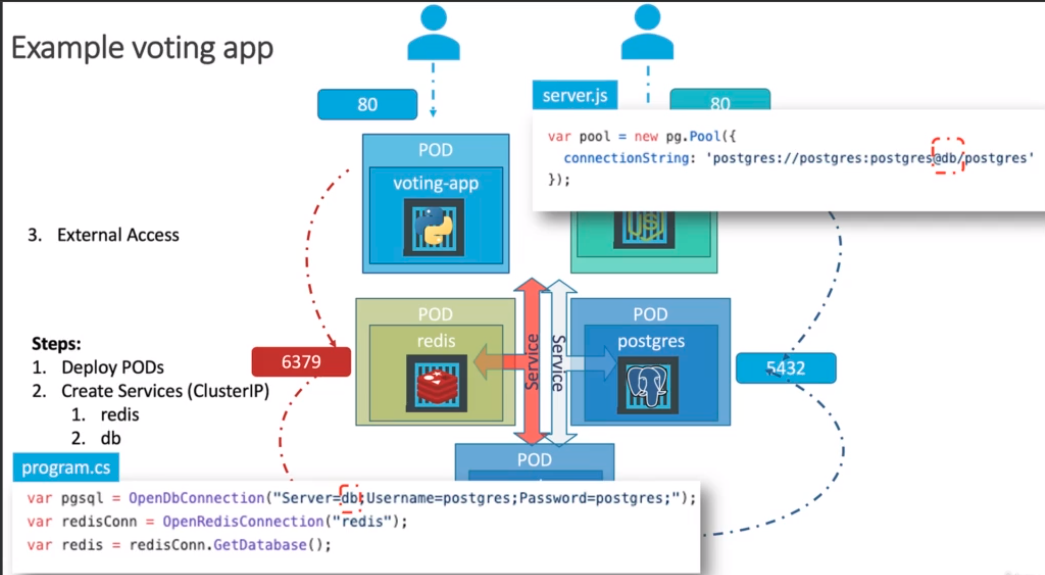 Example voting app
80
server.js
80
var pool = new pg.Pool({
connectionString: 'postgres://postgres:postgres@db/postgres'
});
POD
voting-app
3. External Access
POD
redis
POD
postgres
Service
Service
6379
5432
Steps:
1. Deploy PODs
2. Create Services (ClusterIP)
1. redis
2. db
POD
program.cs
var pgsql = OpenDbConnection("Server=db;Username=postgres;Password=postgres;");
var redisConn = OpenRedisConnection("redis");
var redis = redisConn.GetDatabase();